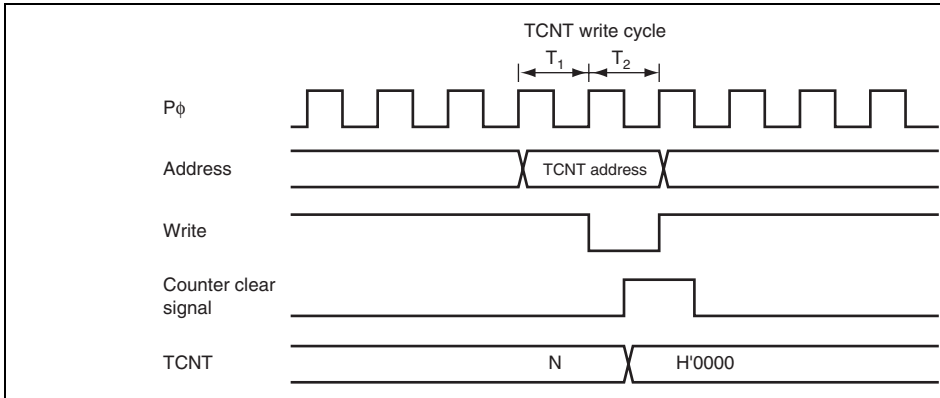 TCNT write cycle
T1 T2
Pϕ
Address
TCNT address
Write
Counter clear
signal
TCNT
N
H'0000